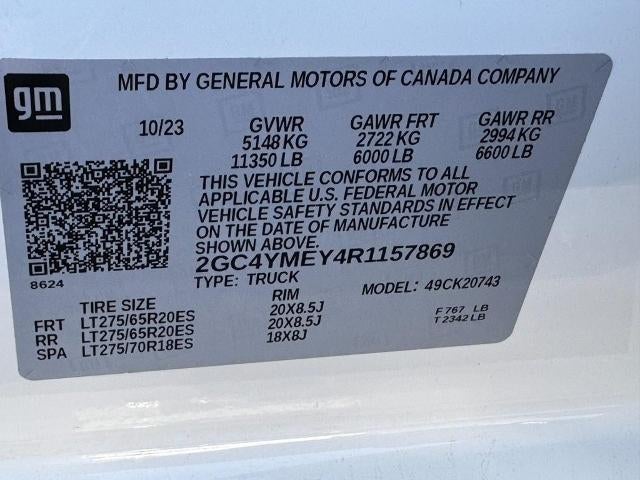 gm
MFD BY GENERAL MOTORS OF CANADA COMPANY
10/23 GVWR GAWR FRT GAWR RR
5148 KG 2722 KG 2994 KG
11350 LB 6000 LB 6600 LB
THIS VEHICLE CONFORMS TO ALL
APPLICABLE U.S. FEDERAL MOTOR
VEHICLE SAFETY STANDARDS IN EFFECT
ON THE DATE OF MANUFACTURE
SHOWN ABOVE.
2GC4YMEY4R1157869
8624
TYPE: TRUCK MODEL: 49CK20743
TIRE SIZE RIM
FRT LT275/65R20ES 20X8.5J F 767 LB
RR LT275/65R20ES 20X8.5J T 2342 LB
SPA LT275/70R18ES 18X8J